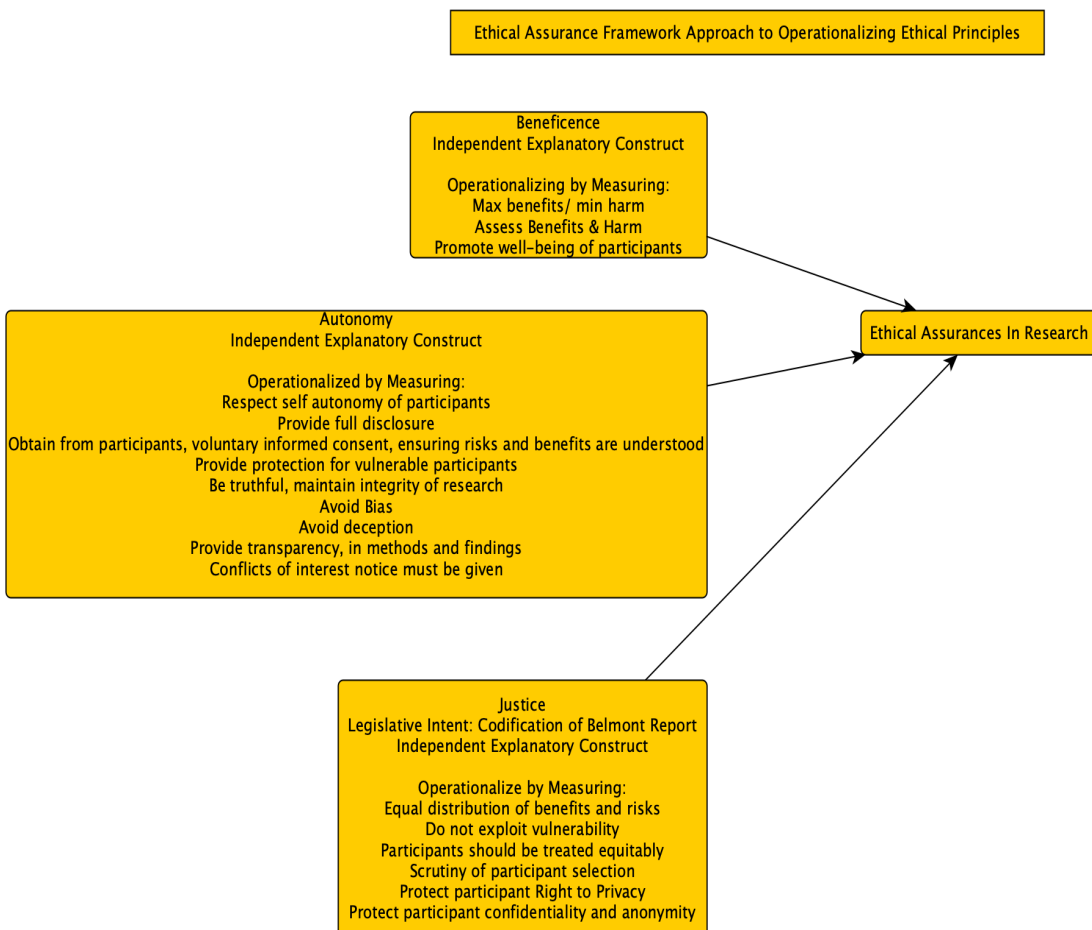 Ethical Assurance Framework Approach to Operationalizing Ethical Principles
Beneficence
Independent Explanatory Construct
Operationalizing by Measuring:
Max benefits/ min harm
Assess Benefits & Harm
Promote well-being of participants
Autonomy
Independent Explanatory Construct
Operationalized by Measuring:
Respect self autonomy of participants
Provide full disclosure
Obtain from participants, voluntary informed consent, ensuring risks and benefits are understood
Provide protection for vulnerable participants
Be truthful, maintain integrity of research
Avoid Bias
Avoid deception
Provide transparency, in methods and findings
Conflicts of interest notice must be given
Ethical Assurances In Research
Justice
Legislative Intent: Codification of Belmont Report
Independent Explanatory Construct
Operationalize by Measuring:
Equal distribution of benefits and risks
Do not exploit vulnerability
Participants should be treated equitably
Scrutiny of participant selection
Protect participant Right to Privacy
Protect participant confidentiality and anonymity